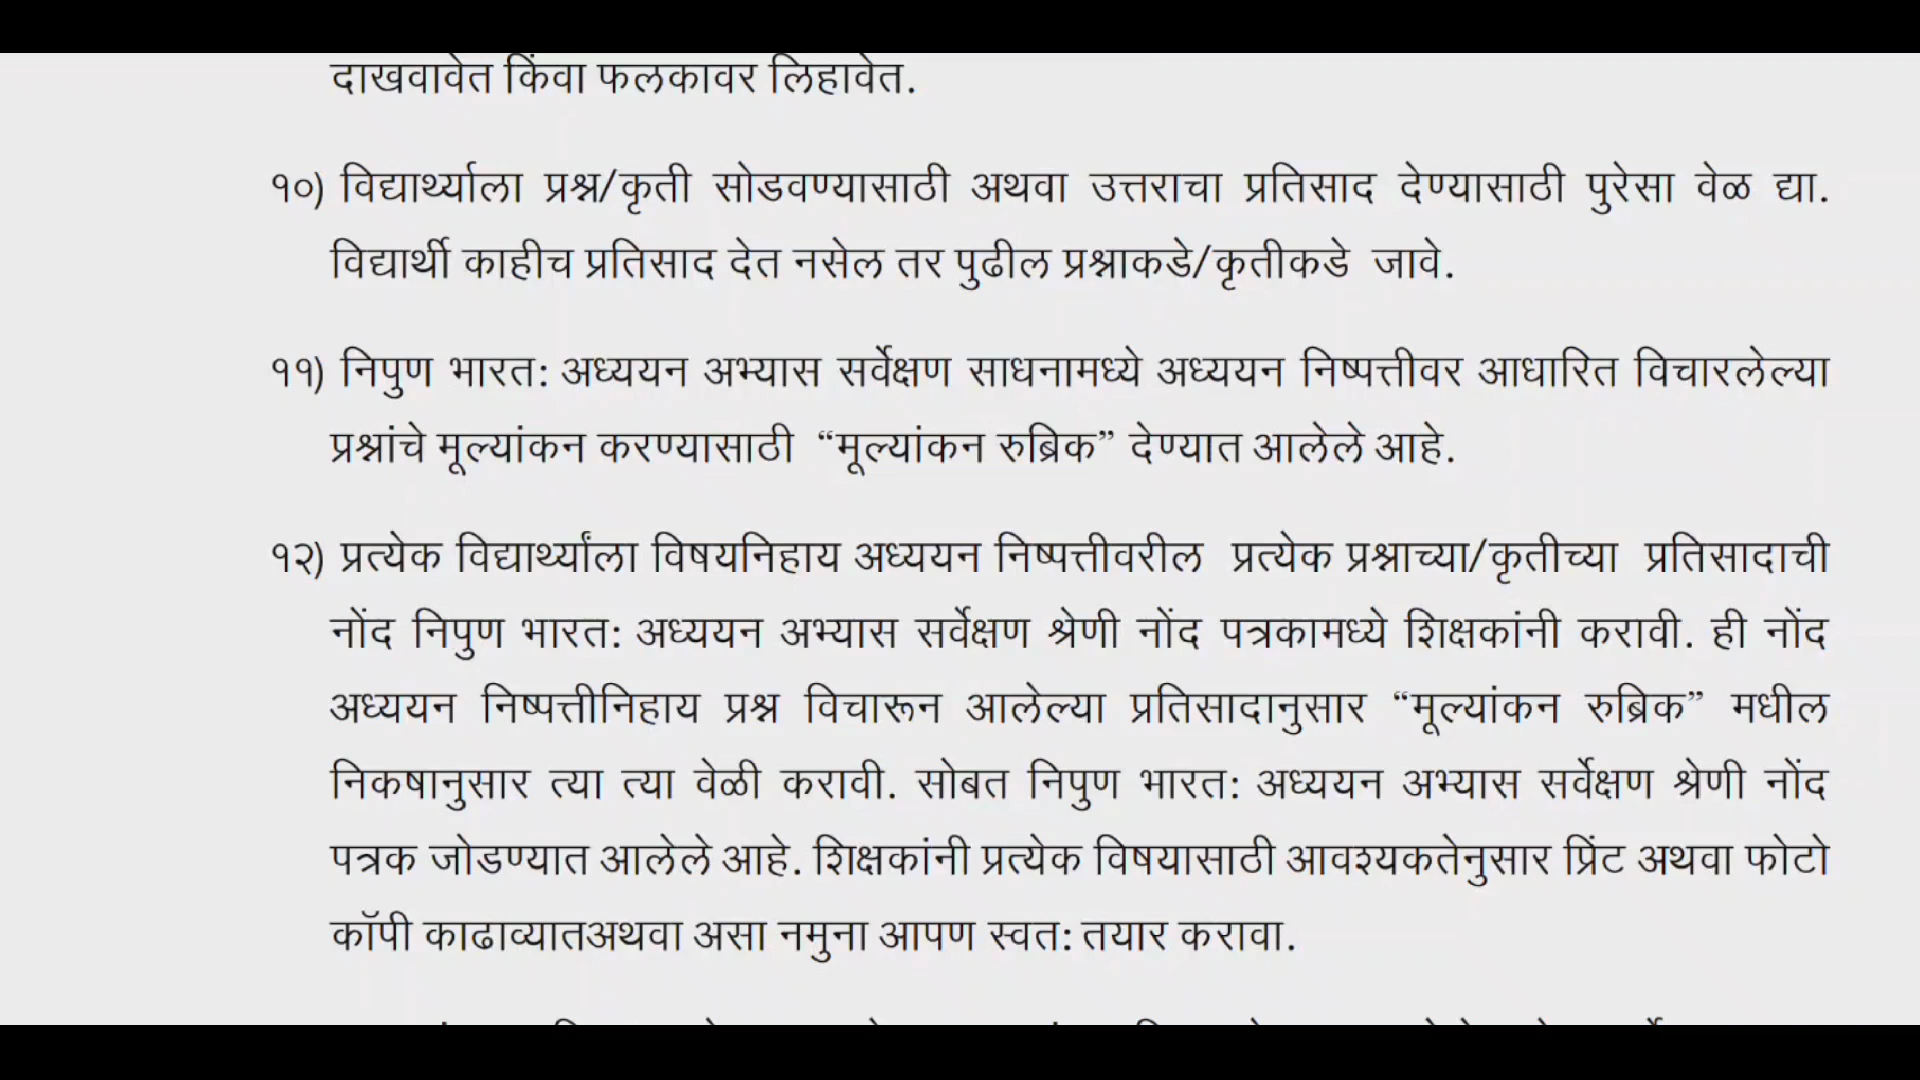 दाखवावेत किंवा फलकावर लिहावेत.
१०) विद्यार्थ्याला प्रश्न/कृती सोडवण्यासाठी अथवा उत्तराचा प्रतिसाद देण्यासाठी पुरेसा वेळ द्या.
विद्यार्थी काहीच प्रतिसाद देत नसेल तर पुढील प्रश्नाकडे/कृतीकडे जावे.
११) निपुण भारत: अध्ययन अभ्यास सर्वेक्षण साधनामध्ये अध्ययन निष्पत्तीवर आधारित विचारलेल्या
प्रश्नांचे मूल्यांकन करण्यासाठी “मूल्यांकन रुब्रिक” देण्यात आलेले आहे.
१२) प्रत्येक विद्यार्थ्यांला विषयनिहाय अध्ययन निष्पत्तीवरील प्रत्येक प्रश्नाच्या/कृतीच्या प्रतिसादाची
नोंद निपुण भारत: अध्ययन अभ्यास सर्वेक्षण श्रेणी नोंद पत्रकामध्ये शिक्षकांनी करावी. ही नोंद
अध्ययन निष्पत्तीनिहाय प्रश्न विचारून आलेल्या प्रतिसादानुसार “मूल्यांकन रुब्रिक” मधील
निकषानुसार त्या त्या वेळी करावी. सोबत निपुण भारत: अध्ययन अभ्यास सर्वेक्षण श्रेणी नोंद
पत्रक जोडण्यात आलेले आहे. शिक्षकांनी प्रत्येक विषयासाठी आवश्यकतेनुसार प्रिंट अथवा फोटो
कॉपी काढाव्यातअथवा असा नमुना आपण स्वत: तयार करावा.